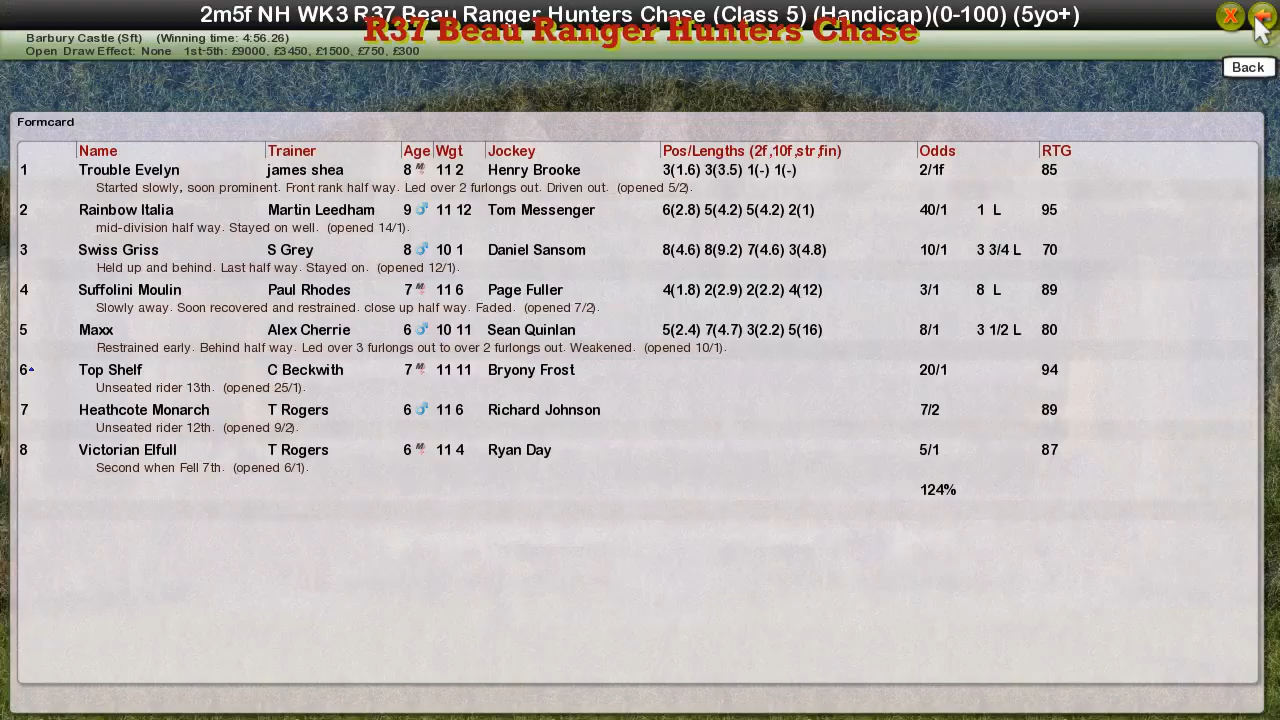 2m5f NH WK3 R37 Beau Ranger Hunters Chase (Class 5) (Handicap)(0-100) (5yo+)
R37 Beau Ranger Hunters Chase
Barbury Castle (Sft) (Winning time: 4:56.26)
Open Draw Effect: None 1st-5th: £9000, £3450, £1500, £750, £300
X
Back
Formcard
Name Trainer Age Wgt Jockey Pos/Lengths (2f,10f,str,fin) Odds RTG
1 Trouble Evelyn james shea 8 M 11 2 Henry Brooke 3(1.6) 3(3.5) 1(-) 1(-) 2/1f 85
Started slowly, soon prominent. Front rank half way. Led over 2 furlongs out. Driven out. (opened 5/2).
2 Rainbow Italia Martin Leedham 9 11 12 Tom Messenger 6(2.8) 5(4.2) 5(4.2) 2(1) 40/1 1 L 95
mid-division half way. Stayed on well. (opened 14/1).
3 Swiss Griss S Grey 8 10 1 Daniel Sansom 8(4.6) 8(9.2) 7(4.6) 3(4.8) 10/1 3 3/4 L 70
Held up and behind. Last half way. Stayed on. (opened 12/1).
4 Suffolini Moulin Paul Rhodes 7 M 11 6 Page Fuller 4(1.8) 2(2.9) 2(2.2) 4(12) 3/1 8 L 89
Slowly away. Soon recovered and restrained. close up half way. Faded. (opened 7/2).
5 Maxx Alex Cherrie 6 10 11 Sean Quinlan 5(2.4) 7(4.7) 3(2.2) 5(16) 8/1 3 1/2 L 80
Restrained early. Behind half way. Led over 3 furlongs out to over 2 furlongs out. Weakened. (opened 10/1).
6 Top Shelf C Beckwith 7 M 11 11 Bryony Frost 20/1 94
Unseated rider 13th. (opened 25/1).
7 Heathcote Monarch T Rogers 6 11 6 Richard Johnson 7/2 89
Unseated rider 12th. (opened 9/2).
8 Victorian Elfull T Rogers 6 M 11 4 Ryan Day 5/1 87
Second when Fell 7th. (opened 6/1).
124%